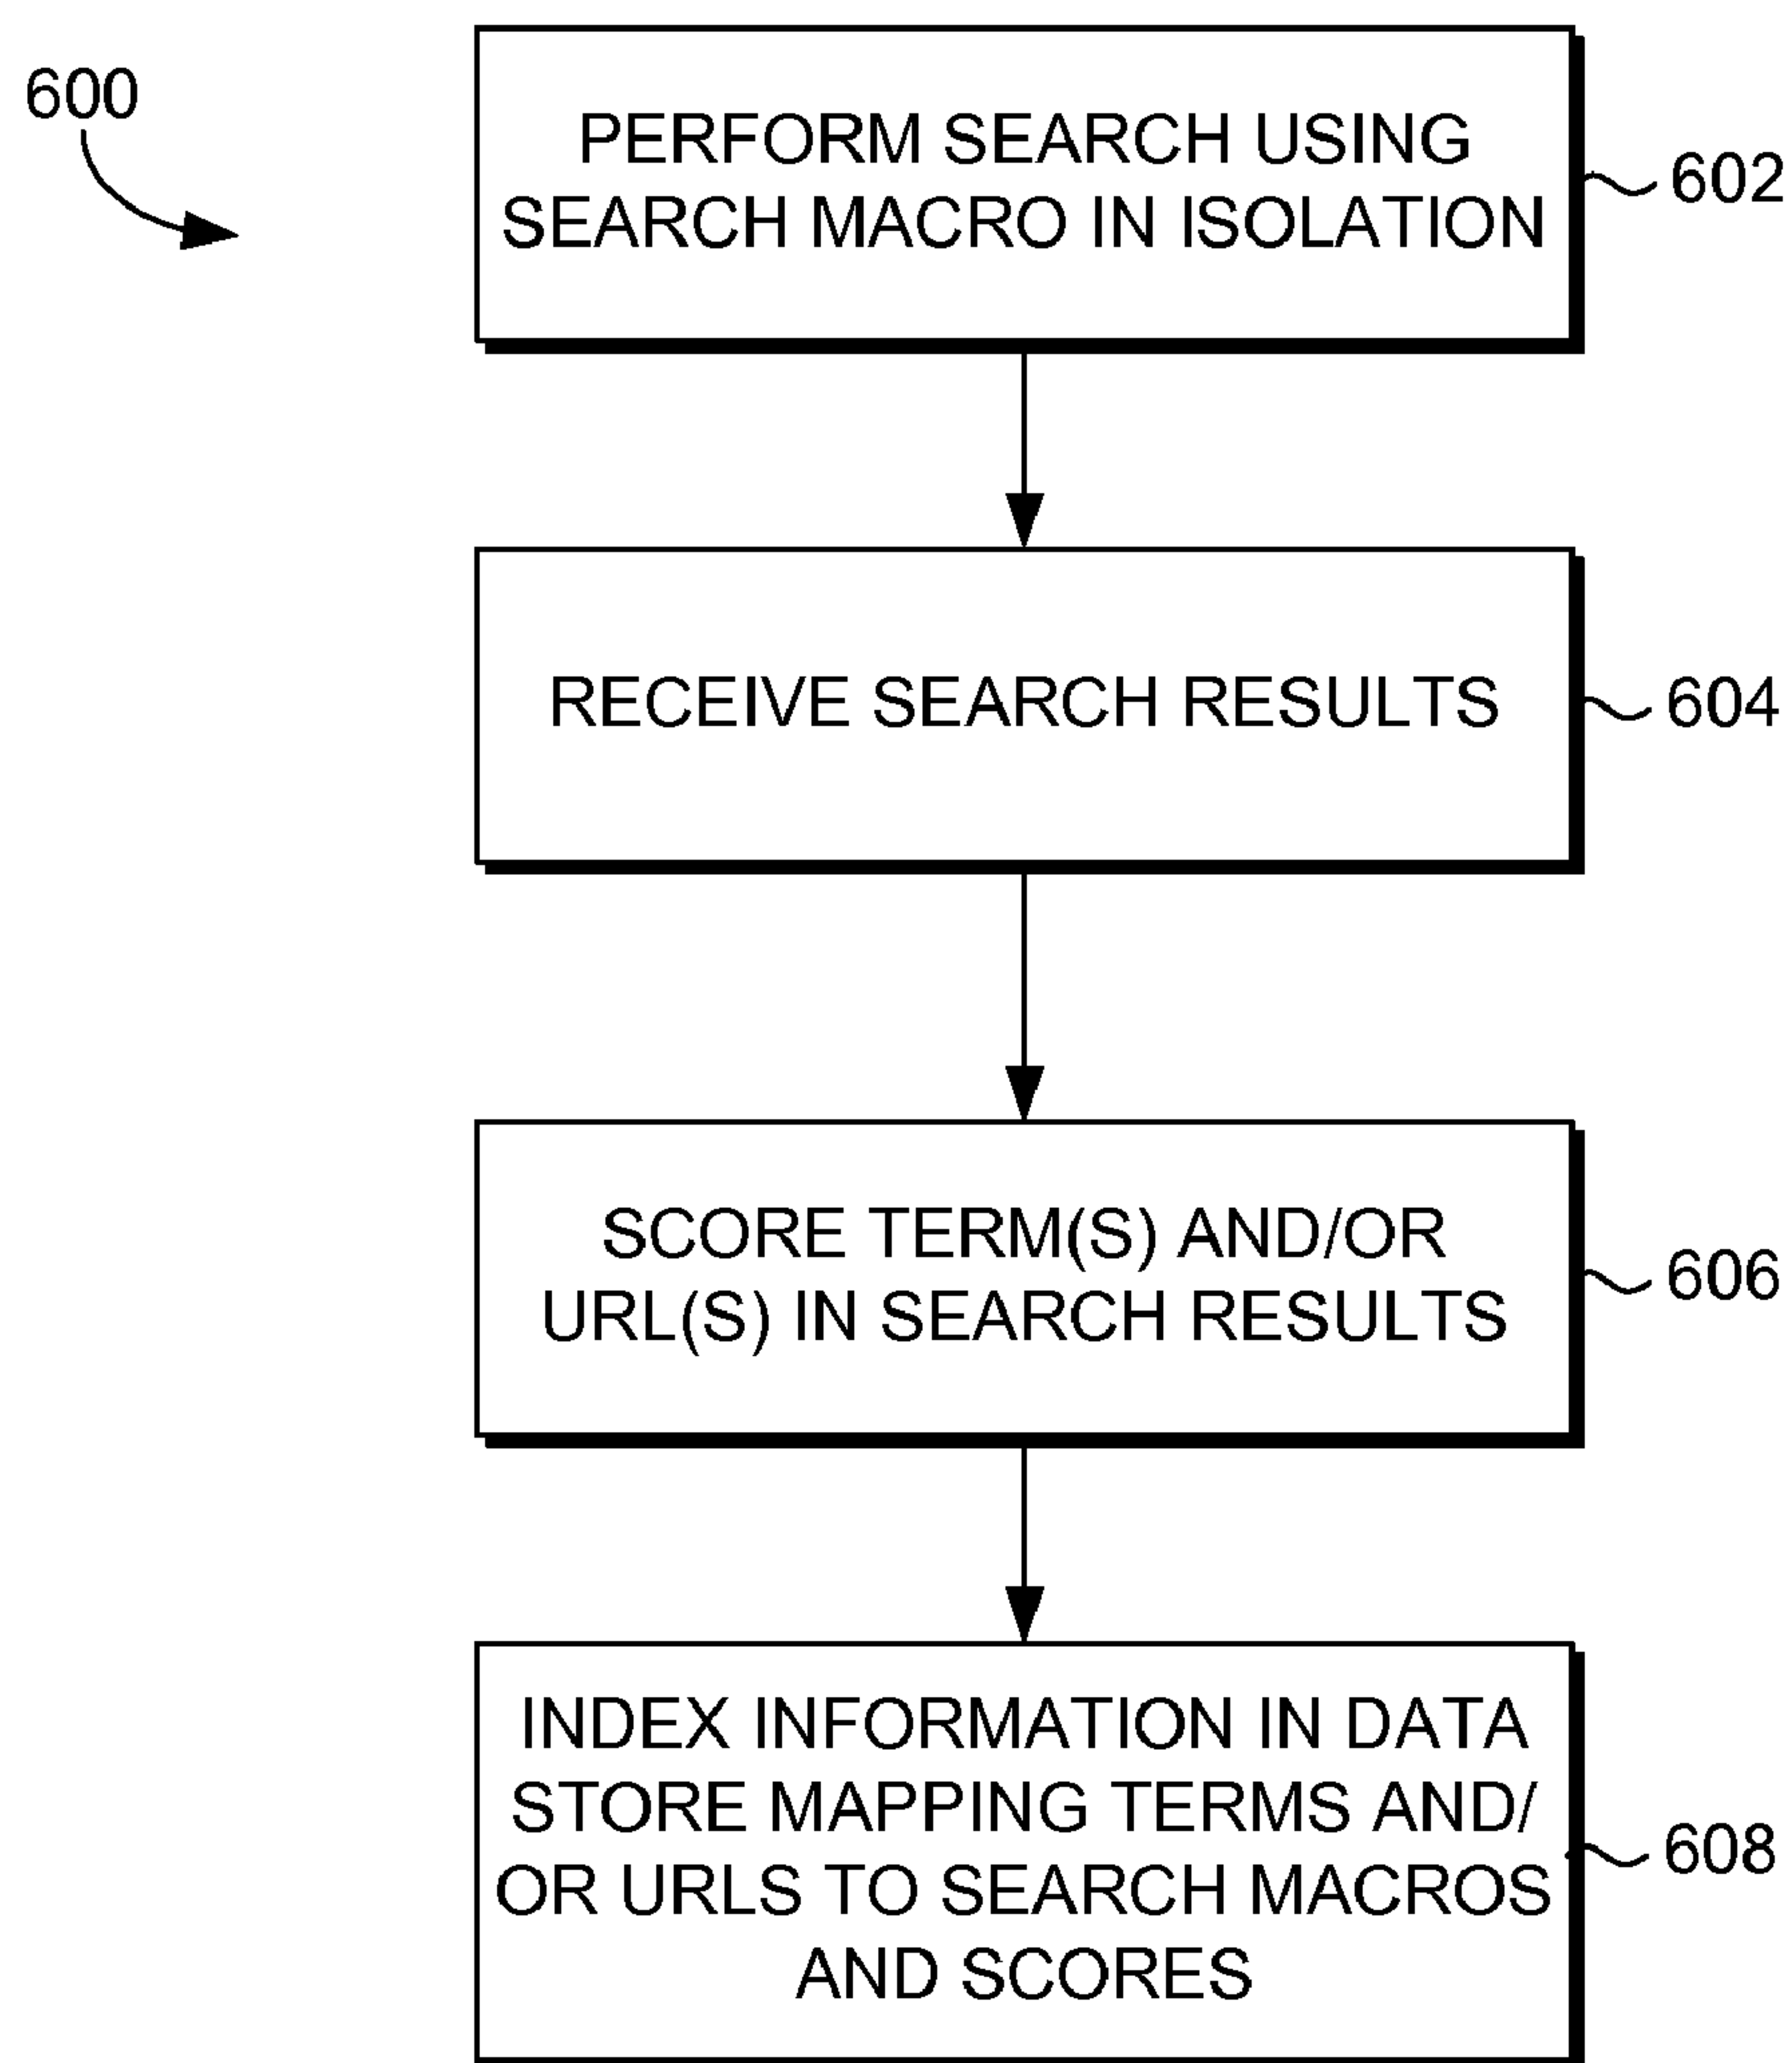 600
PERFORM SEARCH USING
SEARCH MACRO IN ISOLATION
602
RECEIVE SEARCH RESULTS
604
SCORE TERM(S) AND/OR
URL(S) IN SEARCH RESULTS
606
INDEX INFORMATION IN DATA
STORE MAPPING TERMS AND/
OR URLS TO SEARCH MACROS
AND SCORES
608